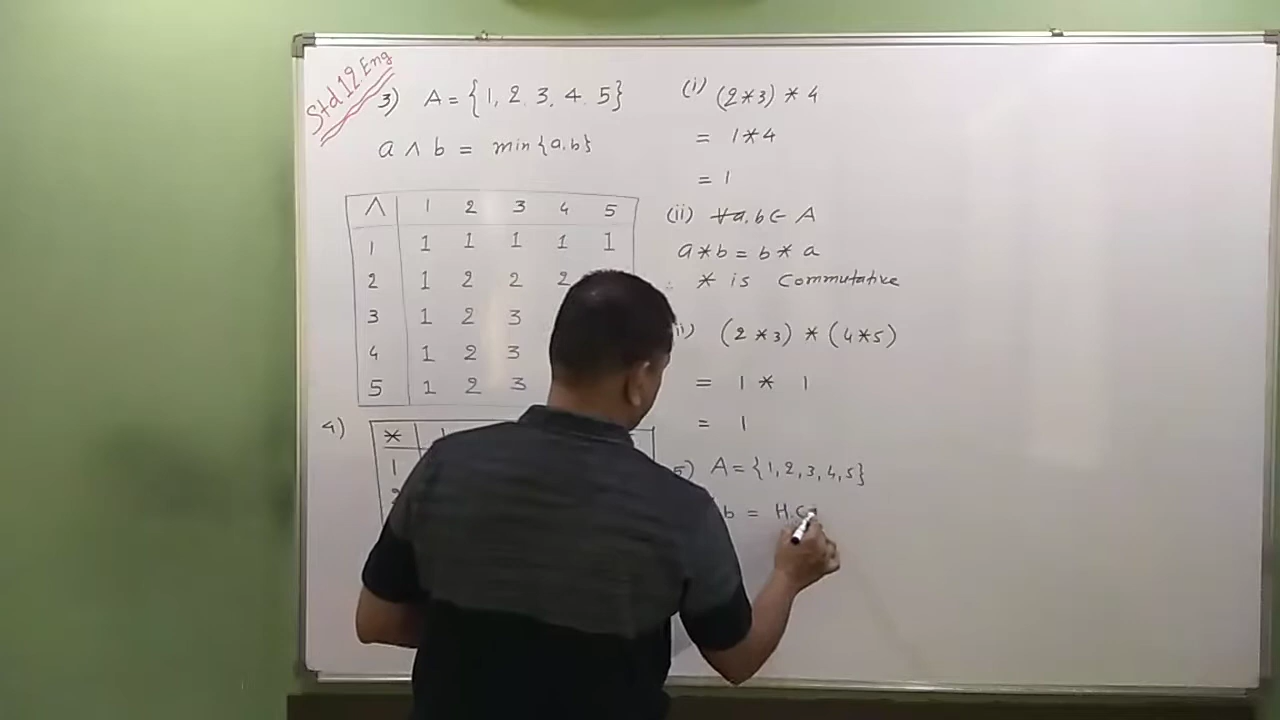 Std 12. Eng
3) A = {1, 2. 3, 4. 5}
a ∧ b = min{a.b}
∧ 1 2 3 4 5
1 1 1 1 1 1
2 1 2 2 2
3 1 2 3
4 1 2 3
5 1 2 3
4)
*
1
(i) (2*3) * 4
= 1*4
= 1
(ii) ∀a.b∈ A
a*b = b* a
* is Commutative
(2 *3) * (4*5)
= 1 * 1
= 1
5) A = {1,2,3,4,5}
b = H.C